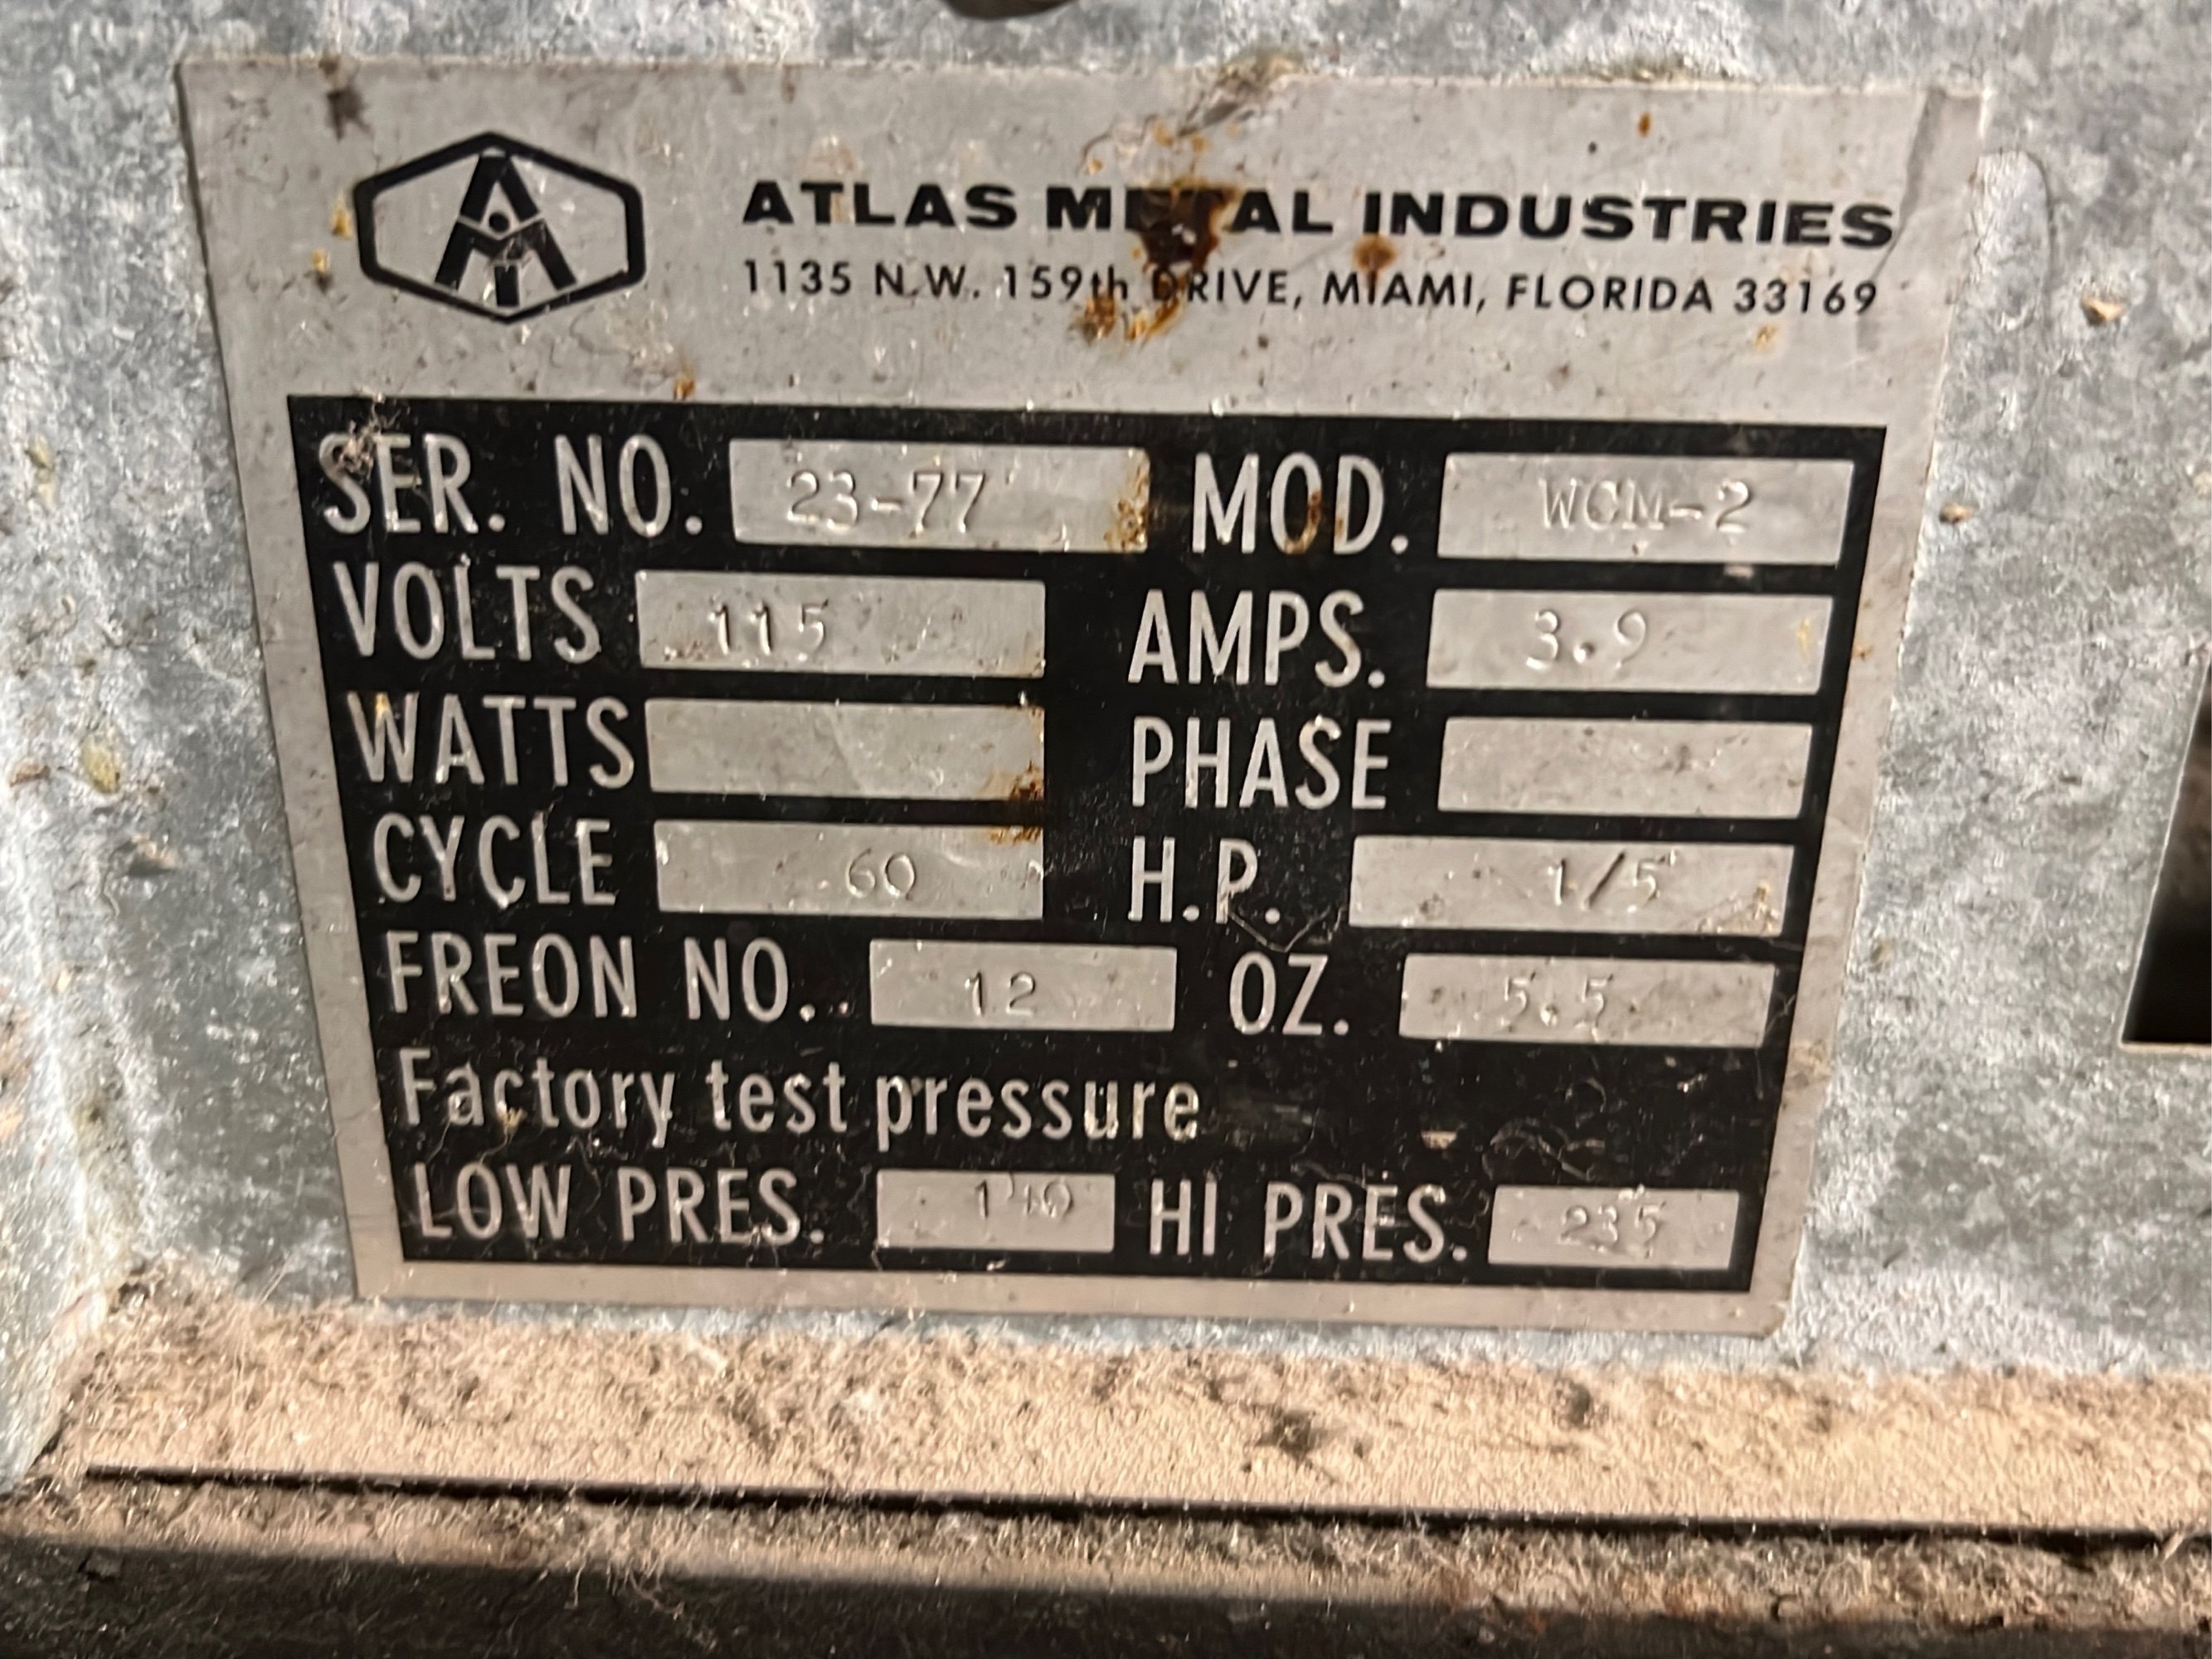 ATLAS METAL INDUSTRIES
1135 N.W. 159th DRIVE, MIAMI, FLORIDA 33169
SER. NO. 23-77 MOD. WCM-2
VOLTS 115 AMPS. 3.9
WATTS PHASE
CYCLE 60 H.P. 1/5
FREON NO. 12 OZ. 5.5
Factory test pressure
LOW PRES. 140 HI PRES. 235